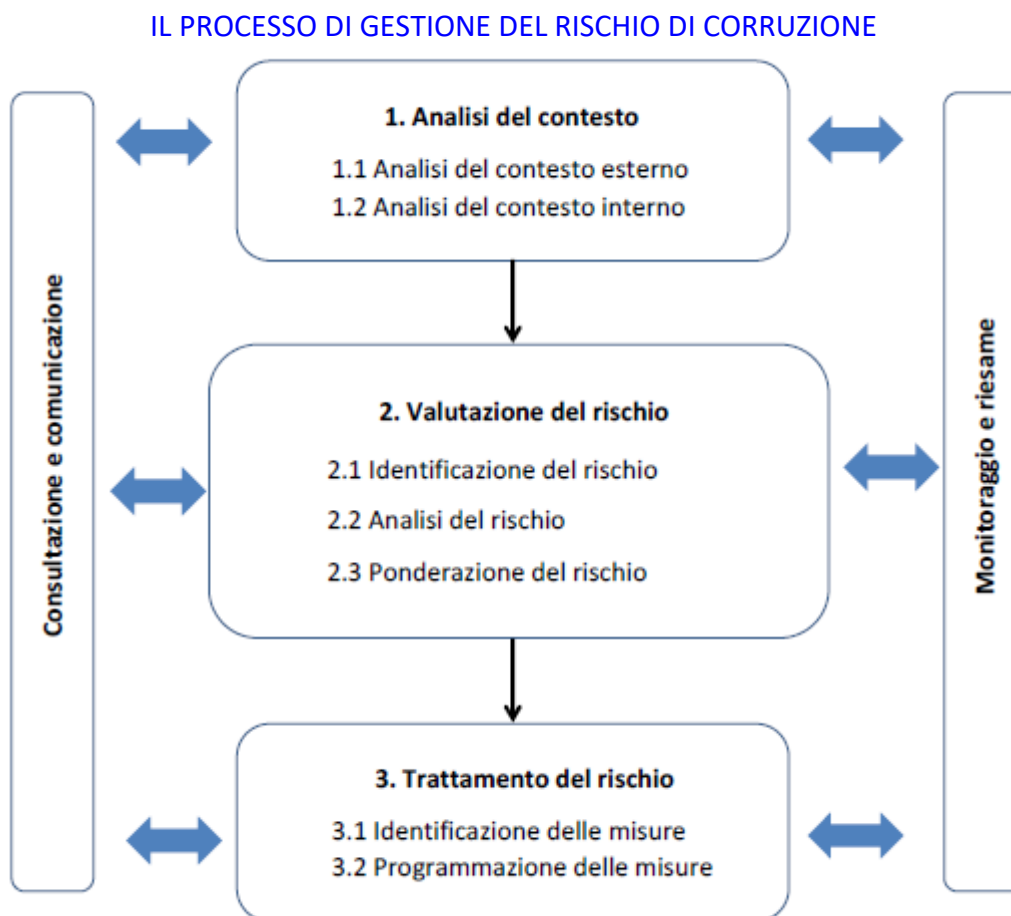 IL PROCESSO DI GESTIONE DEL RISCHIO DI CORRUZIONE
Consultazione e comunicazione
1. Analisi del contesto
1.1 Analisi del contesto esterno
1.2 Analisi del contesto interno
2. Valutazione del rischio
2.1 Identificazione del rischio
2.2 Analisi del rischio
2.3 Ponderazione del rischio
3. Trattamento del rischio
3.1 Identificazione delle misure
3.2 Programmazione delle misure
Monitoraggio e riesame